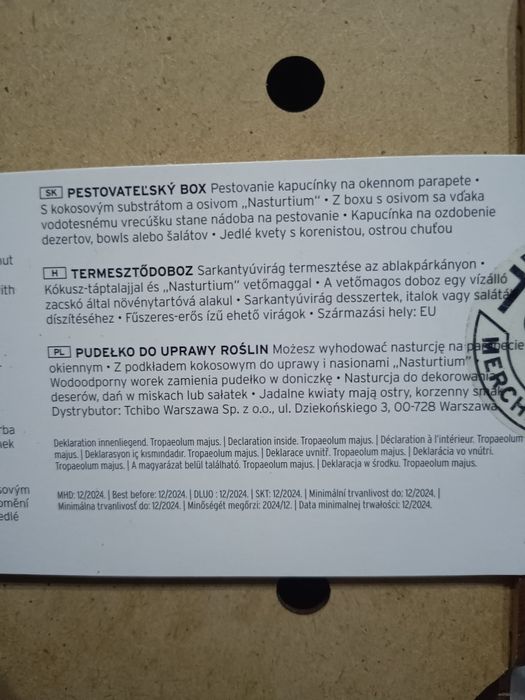 SK PESTOVATEĽSKÝ BOX Pestovanie kapucínky na okennom parapete •
S kokosovým substrátom a osivom „Nasturtium“ • Z boxu s osivom sa vďaka
vodotesnému vrecúšku stane nádoba na pestovanie • Kapucínka na ozdobenie
dezertov, bowls alebo šalátov • Jedlé kvety s korenistou, ostrou chuťou
H TERMESZTŐDOBOZ Sarkantyúvirág termesztése az ablakpárkányon •
Kókusz-táptalajjal és „Nasturtium” vetőmaggal • A vetőmagos doboz egy vízálló
zacskó által növénytartóvá alakul • Sarkantyúvirág desszertek, italok vagy saláták
díszítéséhez • Fűszeres-erős ízű ehető virágok • Származási hely: EU
PL PUDEŁKO DO UPRAWY ROŚLIN Możesz wyhodować nasturcję na parapecie
okiennym • Z podkładem kokosowym do uprawy i nasionami „Nasturtium”
Wodoodporny worek zamienia pudełko w doniczkę • Nasturcja do dekorowania
deserów, dań w miskach lub sałatek • Jadalne kwiaty mają ostry, korzenny smak
Dystrybutor: Tchibo Warszawa Sp. z o.o., ul. Dziekońskiego 3, 00-728 Warszawa
Deklaration innenliegend. Tropaeolum majus. | Declaration inside. Tropaeolum majus. | Déclaration à l'intérieur. Tropaeolum
majus. | Deklarasyon iç kısmındadır. Tropaeolum majus. | Deklarace uvnitř. Tropaeolum majus. | Deklarácia vo vnútri.
Tropaeolum majus. | A magyarázat belül található. Tropaeolum majus. | Deklaracja w środku. Tropaeolum majus.
MHD: 12/2024. | Best before: 12/2024. | DLUO : 12/2024. | SKT: 12/2024. | Minimální trvanlivost do: 12/2024. |
Minimálna trvanlivosť do: 12/2024. | Minőségét megőrzi: 2024/12. | Data minimalnej trwałości: 12/2024.
MERCH